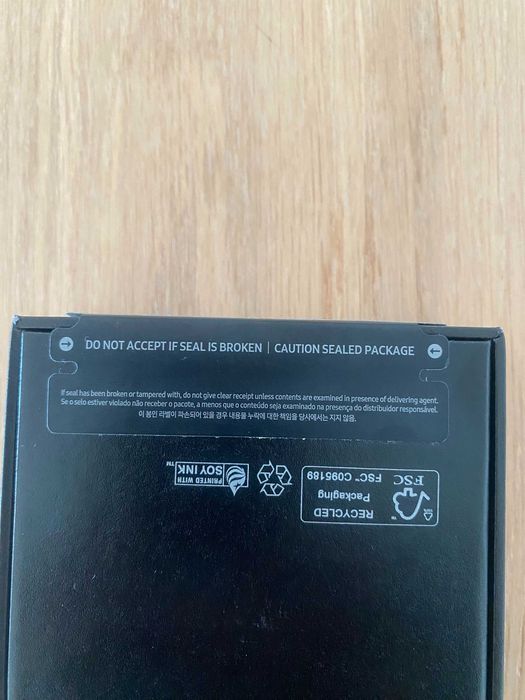 DO NOT ACCEPT IF SEAL IS BROKEN | CAUTION SEALED PACKAGE
If seal has been broken or tampered with, do not give clear receipt unless contents are examined in presence of delivering agent.
Se o selo estiver violado não receber o pacote, a menos que o conteúdo seja examinado na presença do distribuidor responsável.
이 봉인 라벨이 파손되어 있을 경우 내용물 누락에 대한 책임을 당사에서는 지지 않음.
PRINTED WITH
SOY INK™
RECYCLED
Packaging
FSC™ C095189
FSC